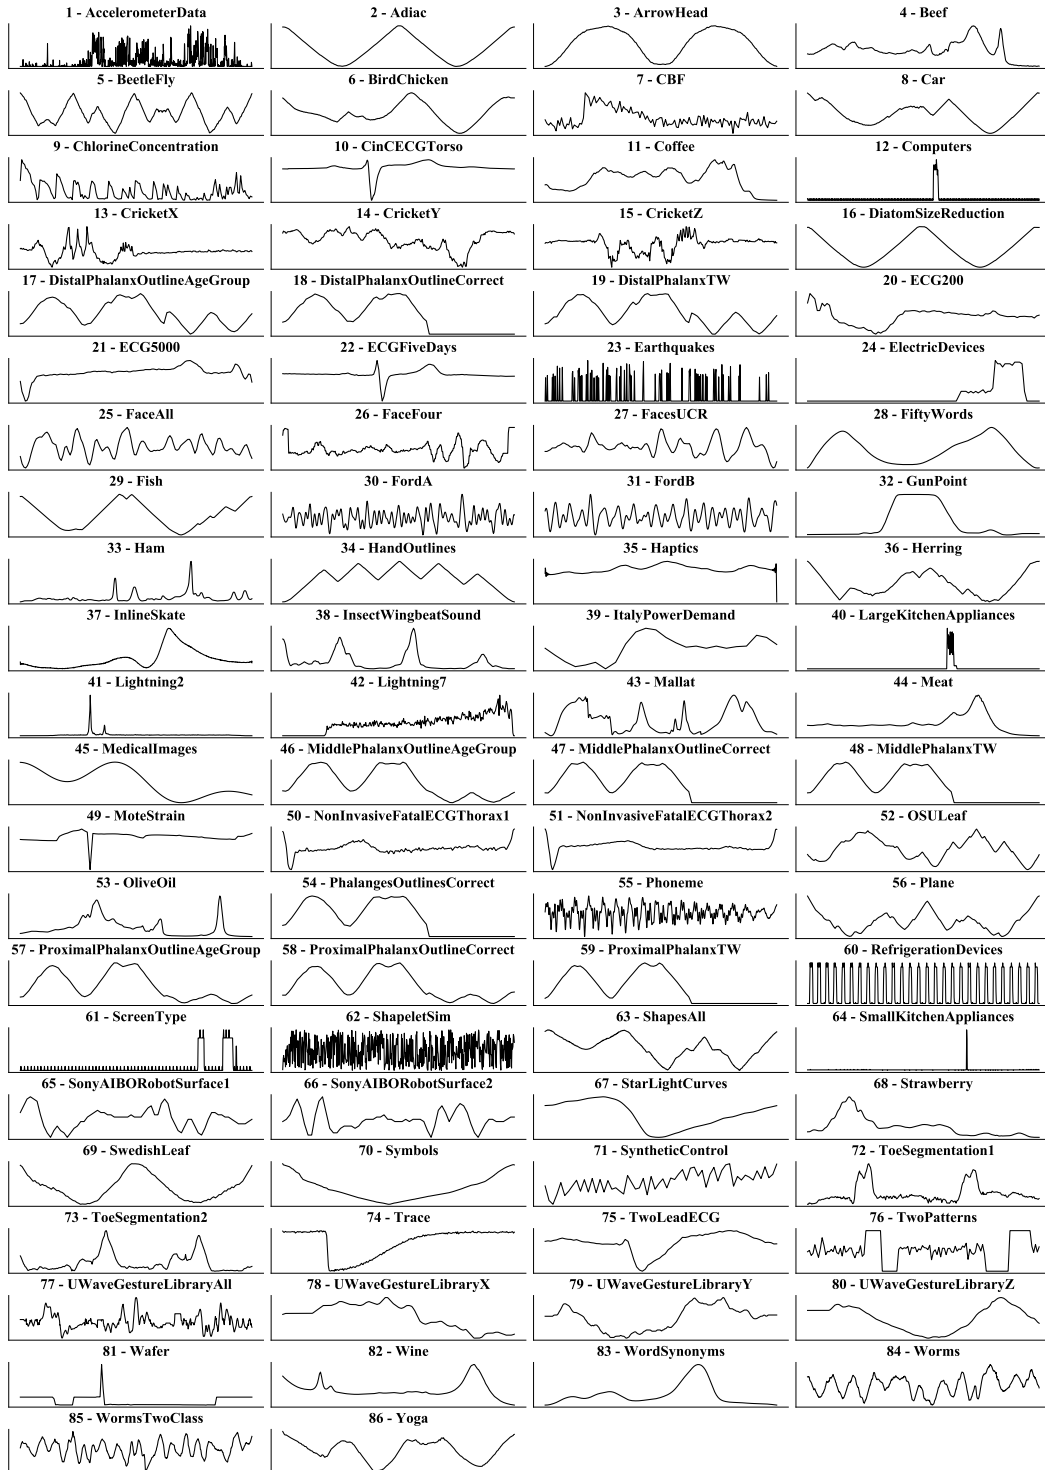 1 - AccelerometerData
2 - Adiac
3 - ArrowHead
4 - Beef
5 - BeetleFly
6 - BirdChicken
7 - CBF
8 - Car
9 - ChlorineConcentration
10 - CinCECGTorso
11 - Coffee
12 - Computers
13 - CricketX
14 - CricketY
15 - CricketZ
16 - DiatomSizeReduction
17 - DistalPhalanxOutlineAgeGroup
18 - DistalPhalanxOutlineCorrect
19 - DistalPhalanxTW
20 - ECG200
21 - ECG5000
22 - ECGFiveDays
23 - Earthquakes
24 - ElectricDevices
25 - FaceAll
26 - FaceFour
27 - FacesUCR
28 - FiftyWords
29 - Fish
30 - FordA
31 - FordB
32 - GunPoint
33 - Ham
34 - HandOutlines
35 - Haptics
36 - Herring
37 - InlineSkate
38 - InsectWingbeatSound
39 - ItalyPowerDemand
40 - LargeKitchenAppliances
41 - Lightning2
42 - Lightning7
43 - Mallat
44 - Meat
45 - MedicalImages
46 - MiddlePhalanxOutlineAgeGroup
47 - MiddlePhalanxOutlineCorrect
48 - MiddlePhalanxTW
49 - MoteStrain
50 - NonInvasiveFatalECGThorax1
51 - NonInvasiveFatalECGThorax2
52 - OSULeaf
53 - OliveOil
54 - PhalangesOutlinesCorrect
55 - Phoneme
56 - Plane
57 - ProximalPhalanxOutlineAgeGroup
58 - ProximalPhalanxOutlineCorrect
59 - ProximalPhalanxTW
60 - RefrigerationDevices
61 - ScreenType
62 - ShapeletSim
63 - ShapesAll
64 - SmallKitchenAppliances
65 - SonyAIBORobotSurface1
66 - SonyAIBORobotSurface2
67 - StarLightCurves
68 - Strawberry
69 - SwedishLeaf
70 - Symbols
71 - SyntheticControl
72 - ToeSegmentation1
73 - ToeSegmentation2
74 - Trace
75 - TwoLeadECG
76 - TwoPatterns
77 - UWaveGestureLibraryAll
78 - UWaveGestureLibraryX
79 - UWaveGestureLibraryY
80 - UWaveGestureLibraryZ
81 - Wafer
82 - Wine
83 - WordSynonyms
84 - Worms
85 - WormsTwoClass
86 - Yoga